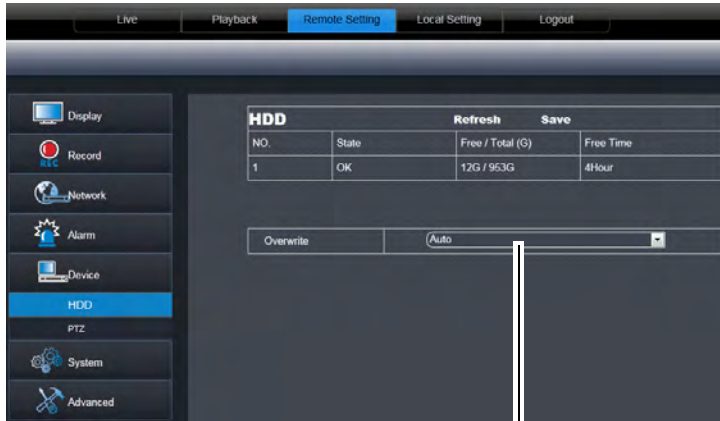 Live Playback Remote Setting Local Setting Logout
Display
Record
REC
Network
Alarm
Device
HDD
PTZ
System
Advanced
HDD Refresh Save
NO. State Free / Total (G) Free Time
1 OK 12G / 953G 4Hour
Overwrite Auto